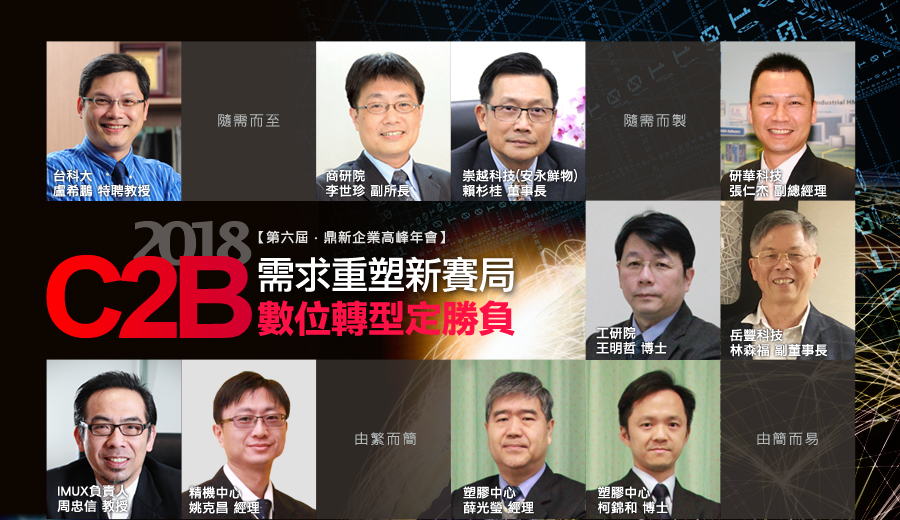 隨需而至
隨需而製
台科大
盧希鵬 特聘教授
商研院
李世珍 副所長
崇越科技(安永鮮物)
賴杉桂 董事長
Industrial HM
研華科技
張仁杰 副總經理
2018
【第六屆．鼎新企業高峰年會】
C2B
需求重塑新賽局
數位轉型定勝負
工研院
王明哲 博士
岳豐科技
林森福 副董事長
IMUX負責人
周忠信 教授
精機中心
姚克昌 經理
由繁而簡
塑膠中心
薛光瑩 經理
塑膠中心
柯錦和 博士
由簡而易